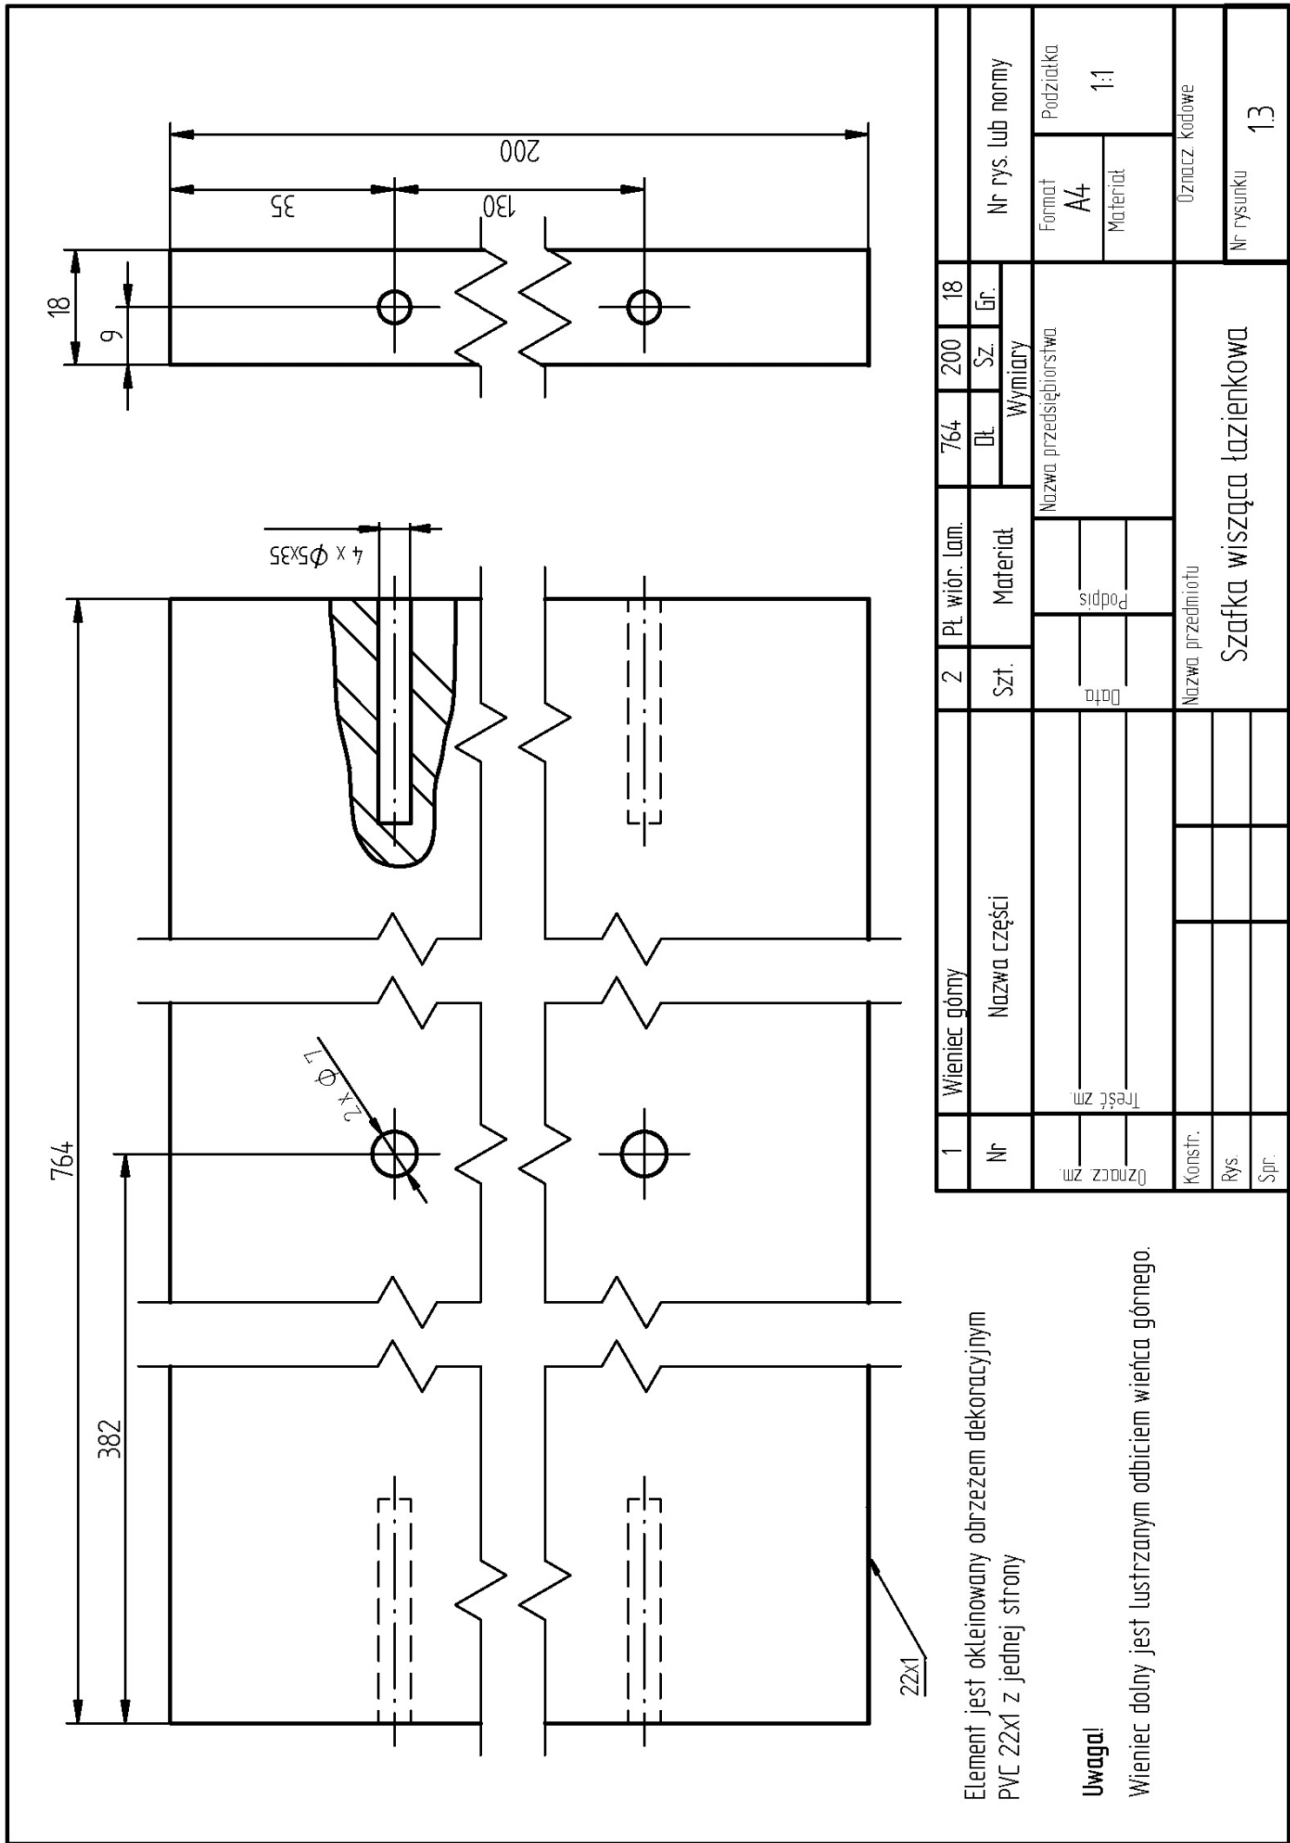 764
382
18
9
2 x Φ 7
4 x Φ5x35
35
130
200
22x1
Element jest okleinowany obrzeżem dekoracyjnym
PVC 22x1 z jednej strony
Uwaga!
Wieniec dolny jest lustrzanym odbiciem wieńca górnego.
1 Wieniec górny 2 Pł. wiór. lam. 764 200 18
Nr Nazwa części Szt. Materiał Dł. Sz. Gr. Nr rys. lub normy
Wymiary
Oznacz. zm. Treść zm. Data Podpis
Nazwa przedsiębiorstwa
Format Podziałka
A4 1:1
Materiał
Konstr.
Rys.
Spr.
Nazwa przedmiotu
Szafka wisząca łazienkowa
Oznacz. kodowe
Nr rysunku
1.3